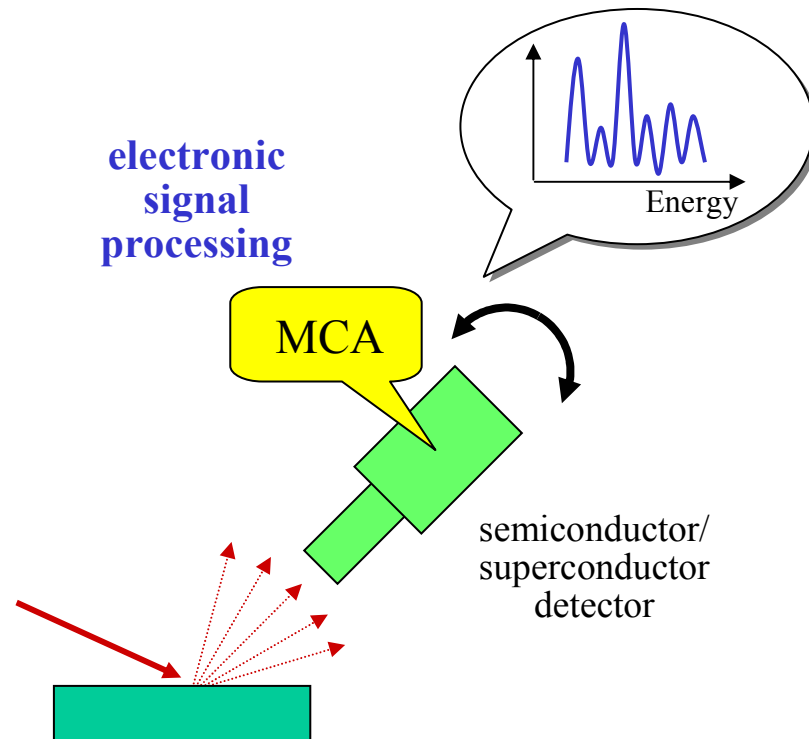 electronic
signal
processing
Energy
MCA
semiconductor/
superconductor
detector